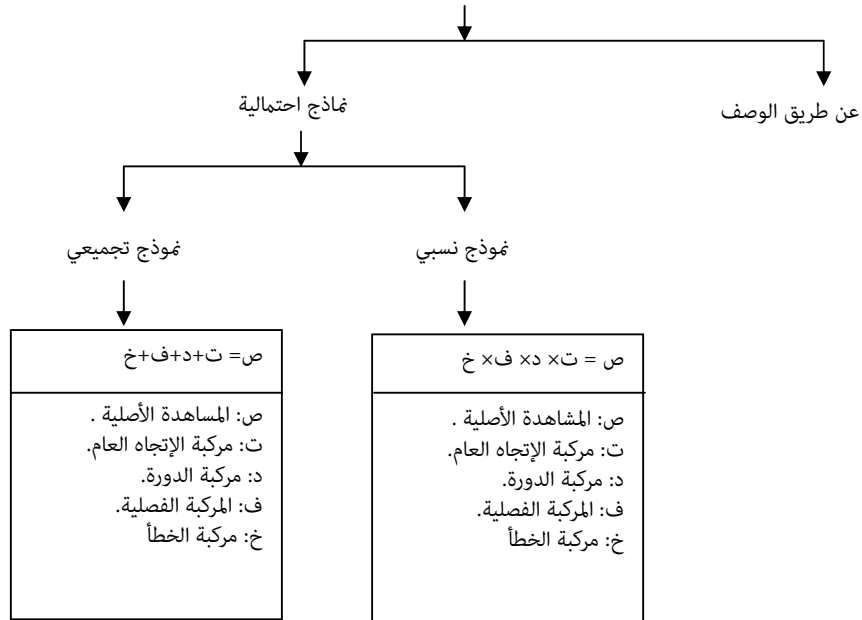 عن طريق الوصف
نماذج احتمالية
نموذج نسبي
نموذج تجميعي
ص = ت× د× ف× خ
ص: المشاهدة الأصلية .
ت: مركبة الإتجاه العام.
د: مركبة الدورة.
ف: المركبة الفصلية.
خ: مركبة الخطأ
ص= ت+د+ف+خ
ص: المساهدة الأصلية .
ت: مركبة الإتجاه العام.
د: مركبة الدورة.
ف: المركبة الفصلية.
خ: مركبة الخطأ